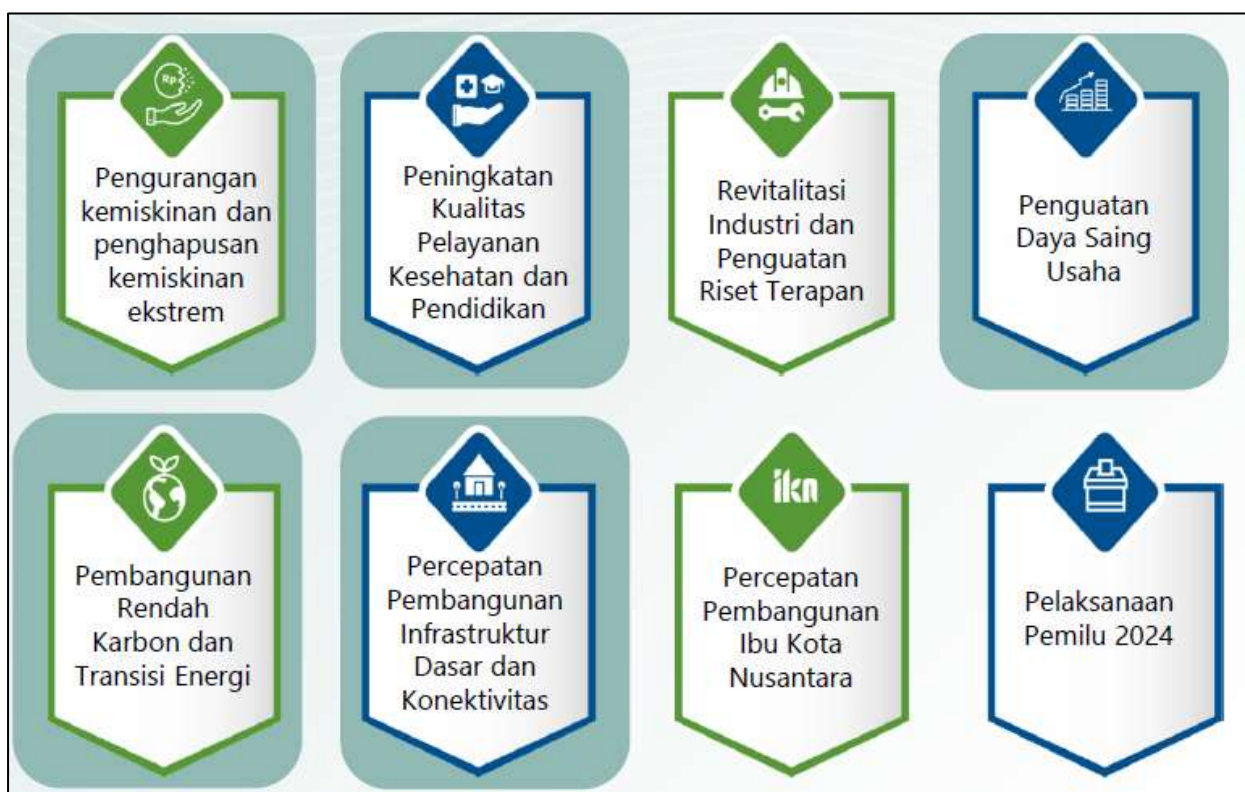 Rp
Pengurangan
kemiskinan dan
penghapusan
kemiskinan
ekstrem
Peningkatan
Kualitas
Pelayanan
Kesehatan dan
Pendidikan
Revitalitasi
Industri dan
Penguatan
Riset Terapan
Penguatan
Daya Saing
Usaha
Pembangunan
Rendah
Karbon dan
Transisi Energi
Percepatan
Pembangunan
Infrastruktur
Dasar dan
Konektivitas
ikn
Percepatan
Pembangunan
Ibu Kota
Nusantara
Pelaksanaan
Pemilu 2024